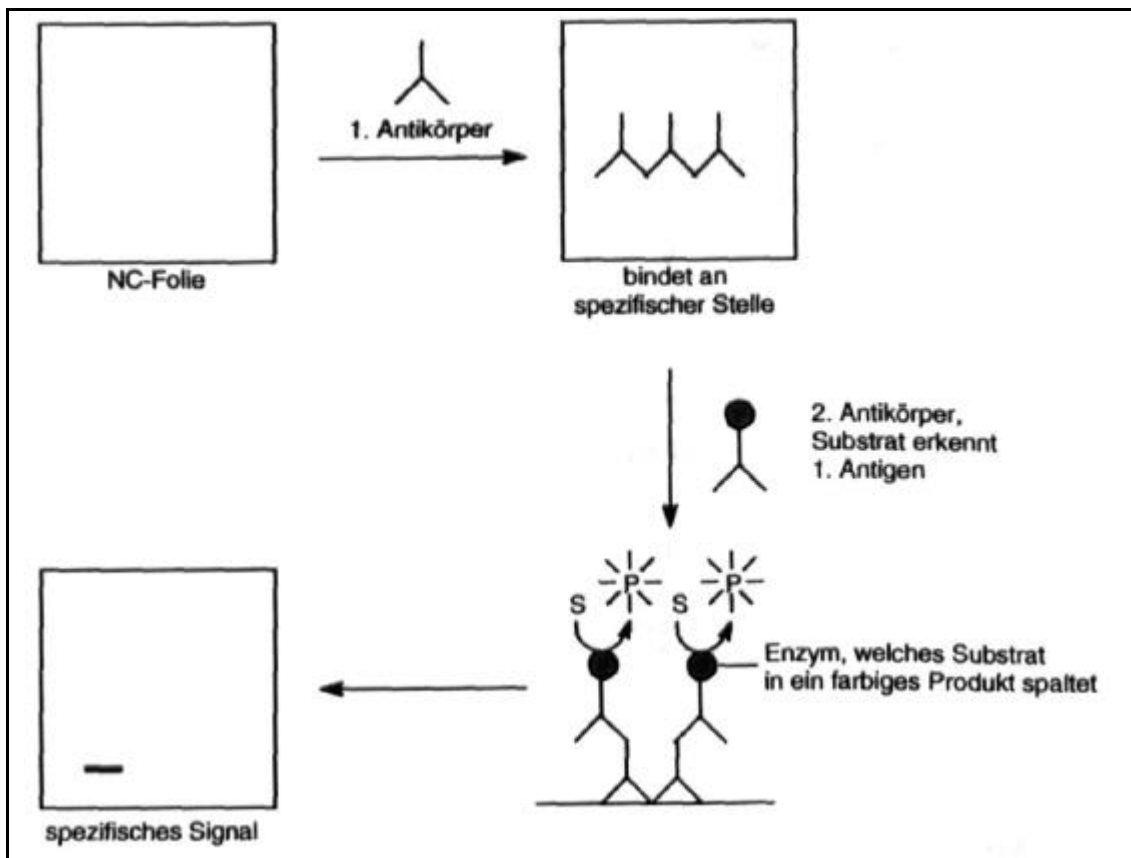 1. Antikörper
NC-Folie
bindet an
spezifischer Stelle
2. Antikörper,
Substrat erkennt
1. Antigen
P
P
S
S
Enzym, welches Substrat
in ein farbiges Produkt spaltet
spezifisches Signal